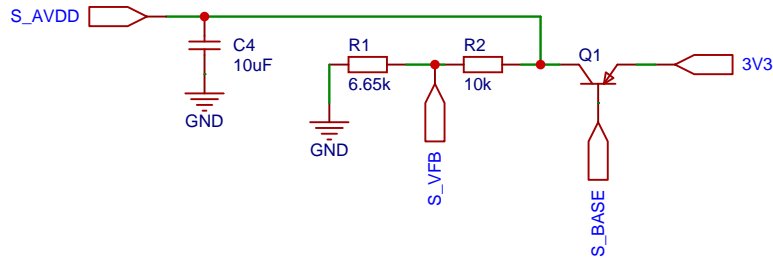 S_AVDD
C4
10uF
GND
R1
6.65k
R2
10k
GND
S_VFB
Q1
3V3
S_BASE